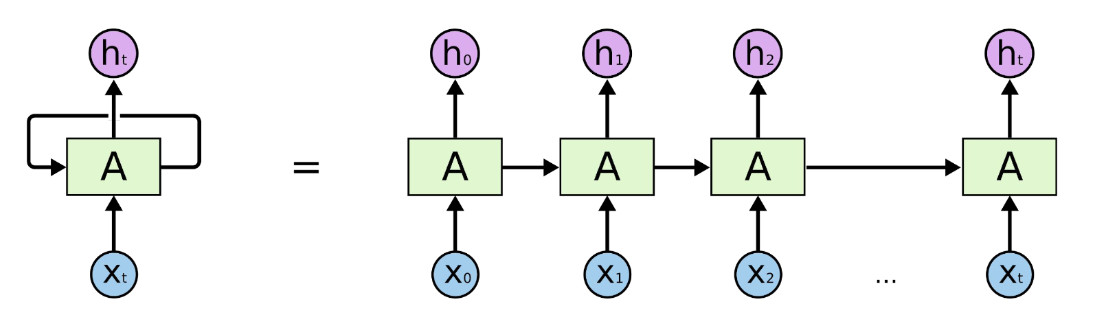 hₜ h₀ h₁ h₂ hₜ
A = A A A A
xₜ x₀ x₁ x₂ ... xₜ